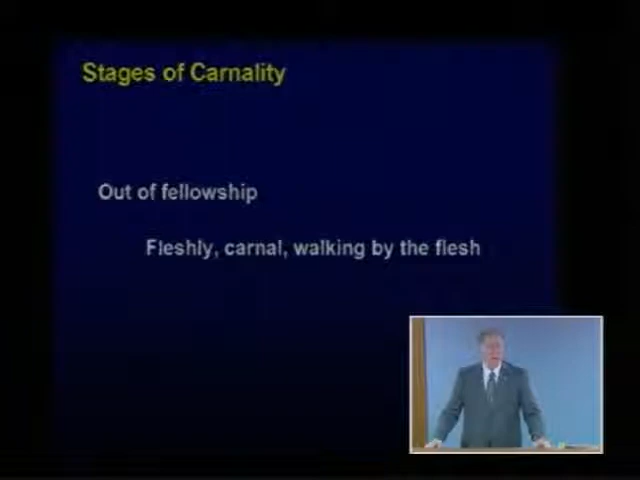 Stages of Carnality
Out of fellowship
Fleshly, carnal, walking by the flesh